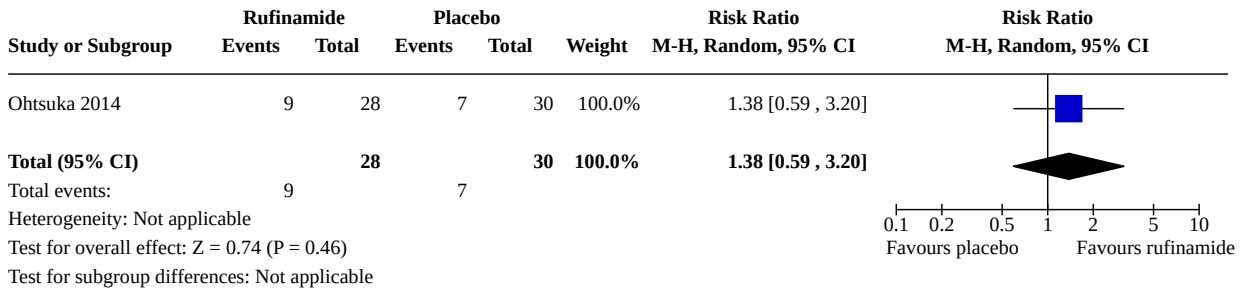 Rufinamide Placebo Risk Ratio Risk Ratio
Study or Subgroup Events Total Events Total Weight M-H, Random, 95% CI M-H, Random, 95% CI
Ohtsuka 2014 9 28 7 30 100.0% 1.38 [0.59 , 3.20]
Total (95% CI) 28 30 100.0% 1.38 [0.59 , 3.20]
Total events: 9 7
Heterogeneity: Not applicable
0.1 0.2 0.5 1 2 5 10
Test for overall effect: Z = 0.74 (P = 0.46)
Favours placebo Favours rufinamide
Test for subgroup differences: Not applicable